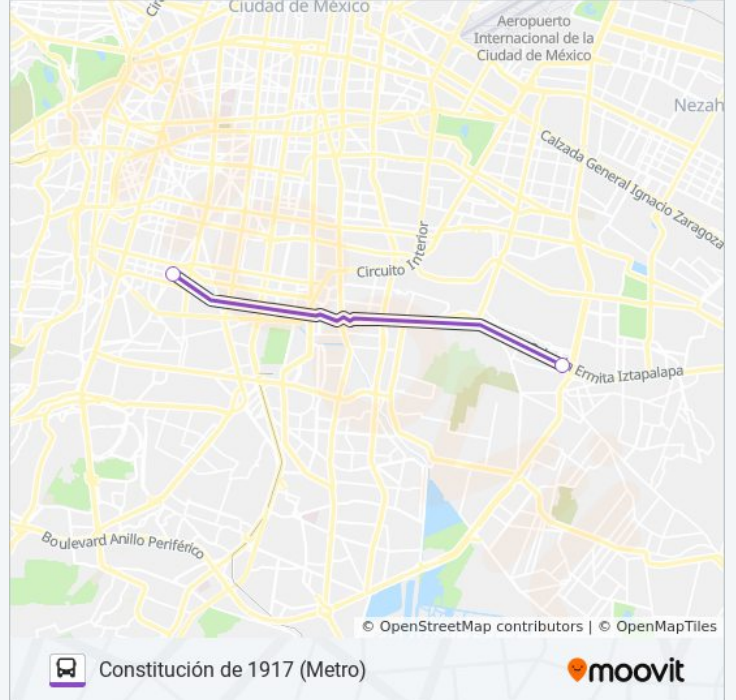 Ciudad de México
Cir
Aeropuerto
Internacional de la
Ciudad de México
Nezah
Calzada General Ignacio Zaragoza
Circuito Interior
Ermita Iztapalapa
Boulevard Anillo Periférico
© OpenStreetMap contributors | © OpenMapTiles
Constitución de 1917 (Metro)
moovit